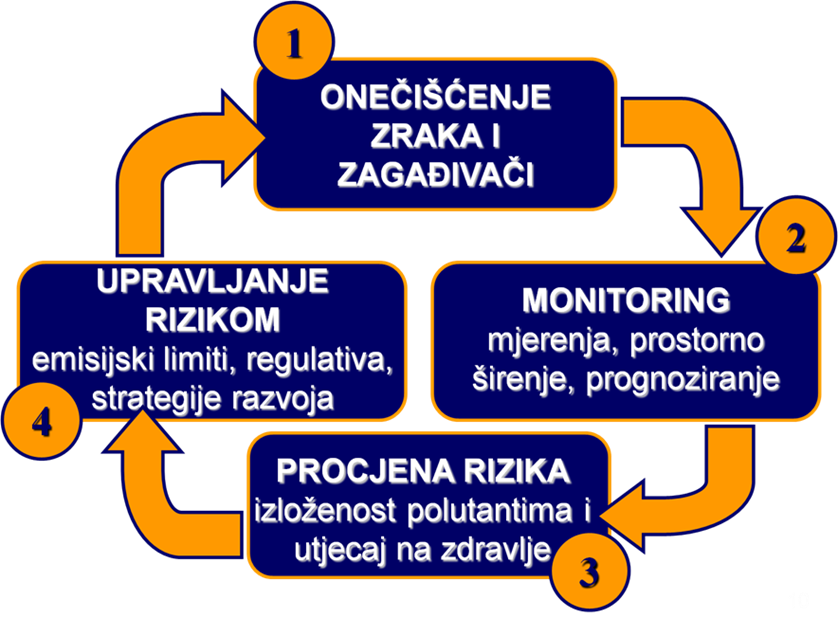 1
ONEČIŠĆENJE
ZRAKA I
ZAGAĐIVAČI
2
MONITORING
mjerenja, prostorno
širenje, prognoziranje
3
PROCJENA RIZIKA
izloženost polutantima i
utjecaj na zdravlje
4
UPRAVLJANJE
RIZIKOM
emisijski limiti, regulativa,
strategije razvoja